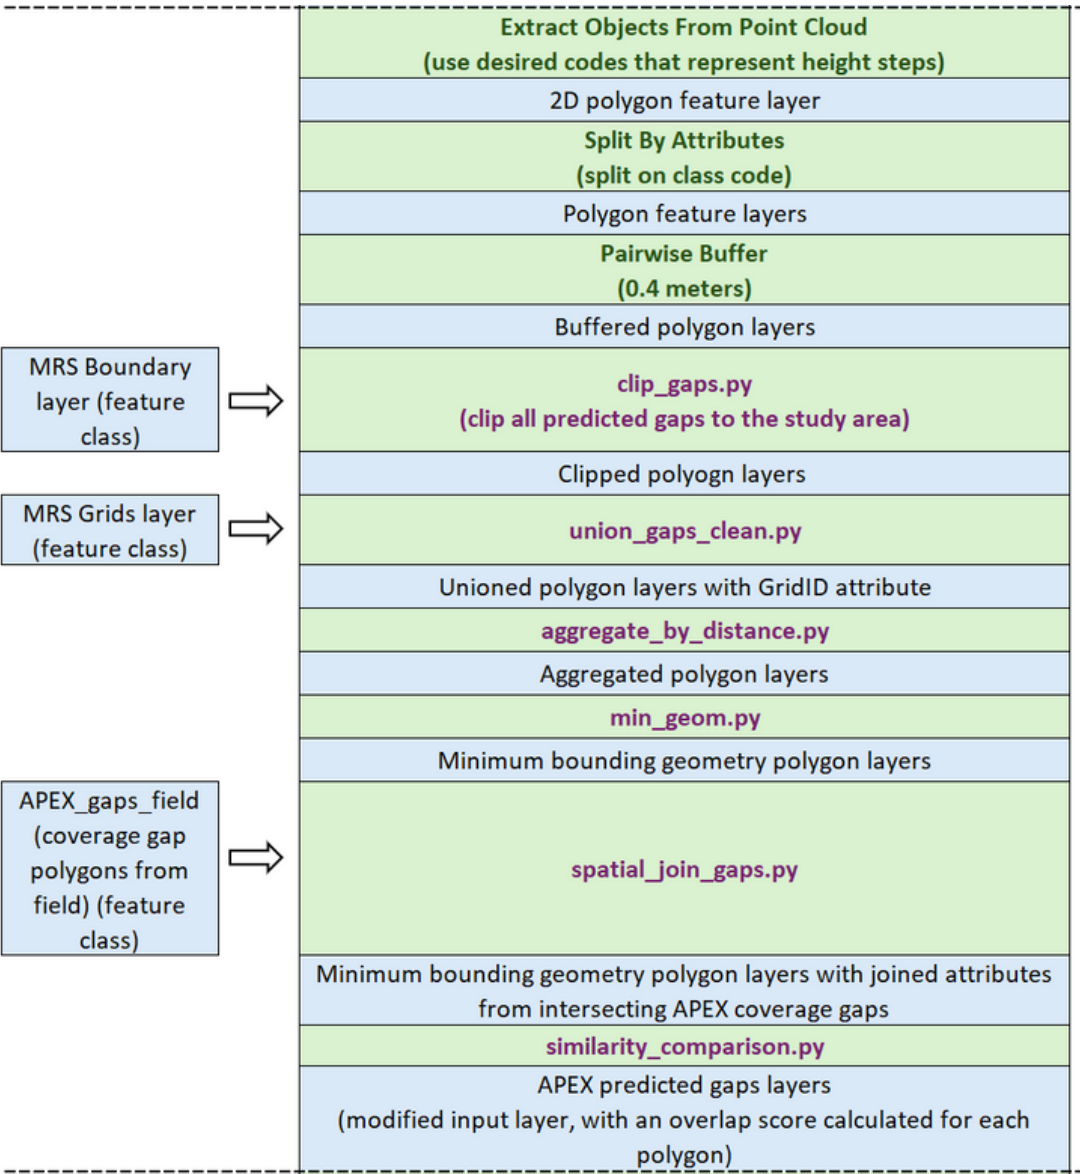 Extract Objects From Point Cloud
(use desired codes that represent height steps)
2D polygon feature layer
Split By Attributes
(split on class code)
Polygon feature layers
Pairwise Buffer
(0.4 meters)
Buffered polygon layers
MRS Boundary
layer (feature
class)
clip_gaps.py
(clip all predicted gaps to the study area)
Clipped polyogn layers
MRS Grids layer
(feature class)
union_gaps_clean.py
Unioned polygon layers with GridID attribute
aggregate_by_distance.py
Aggregated polygon layers
min_geom.py
Minimum bounding geometry polygon layers
APEX_gaps_field
(coverage gap
polygons from
field) (feature
class)
spatial_join_gaps.py
Minimum bounding geometry polygon layers with joined attributes
from intersecting APEX coverage gaps
similarity_comparison.py
APEX predicted gaps layers
(modified input layer, with an overlap score calculated for each
polygon)